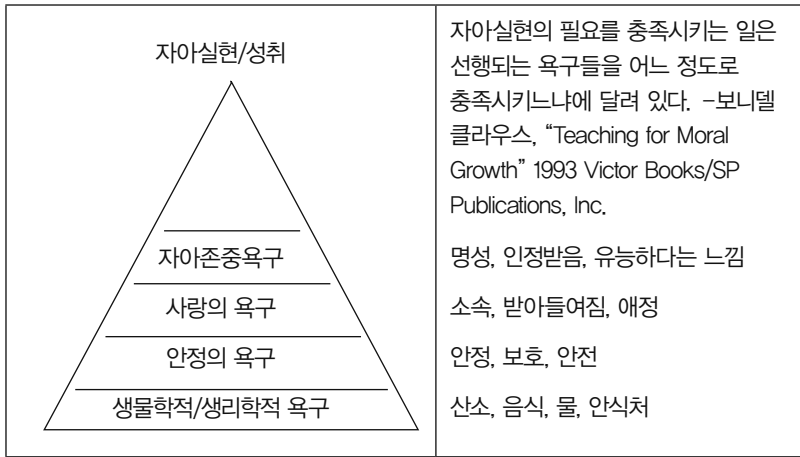 자아실현/성취
자아실현의 필요를 충족시키는 일은
선행되는 욕구들을 어느 정도로
충족시키느냐에 달려 있다. -보니델
클라우스, “Teaching for Moral
Growth” 1993 Victor Books/SP
Publications, Inc.
자아존중욕구
명성, 인정받음, 유능하다는 느낌
사랑의 욕구
소속, 받아들여짐, 애정
안정의 욕구
안정, 보호, 안전
생물학적/생리학적 욕구
산소, 음식, 물, 안식처